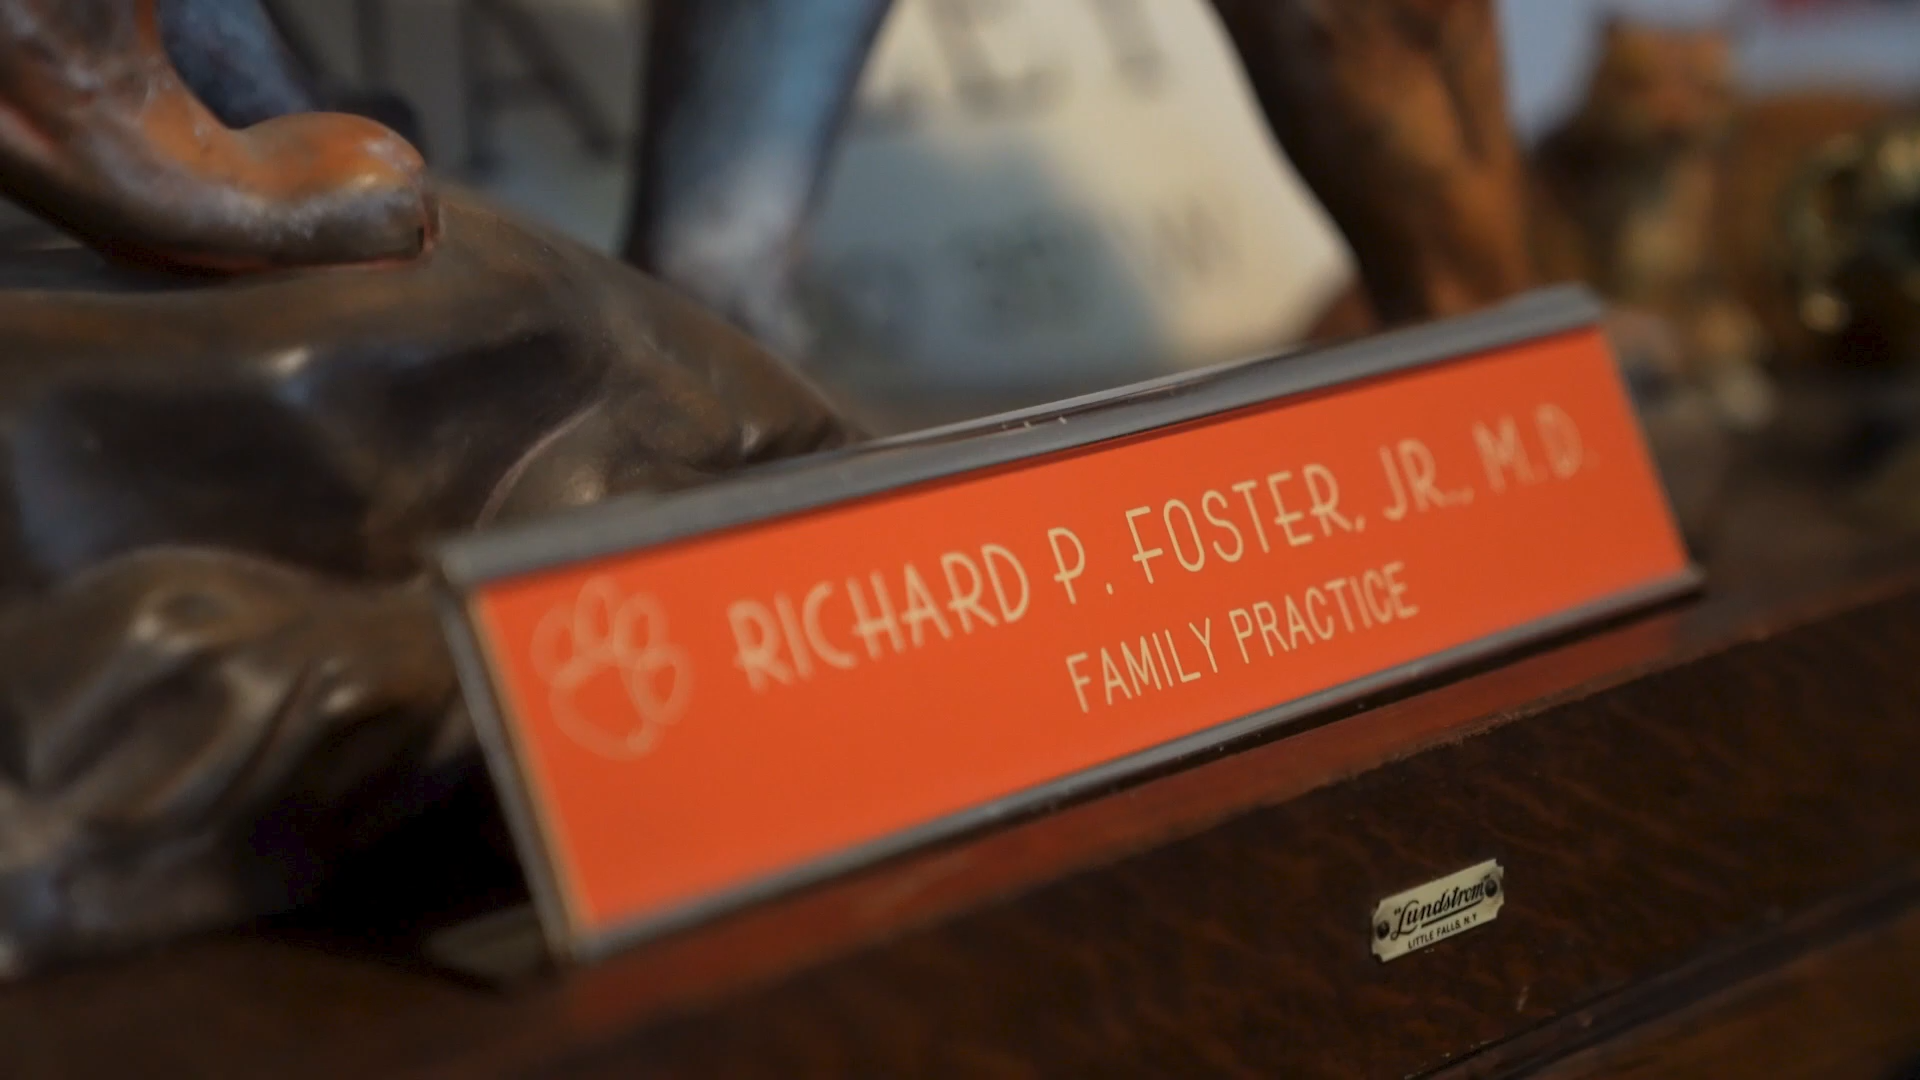 RICHARD P. FOSTER, JR., M.D.
FAMILY PRACTICE
"Lundstrom"
LITTLE FALLS, N.Y.